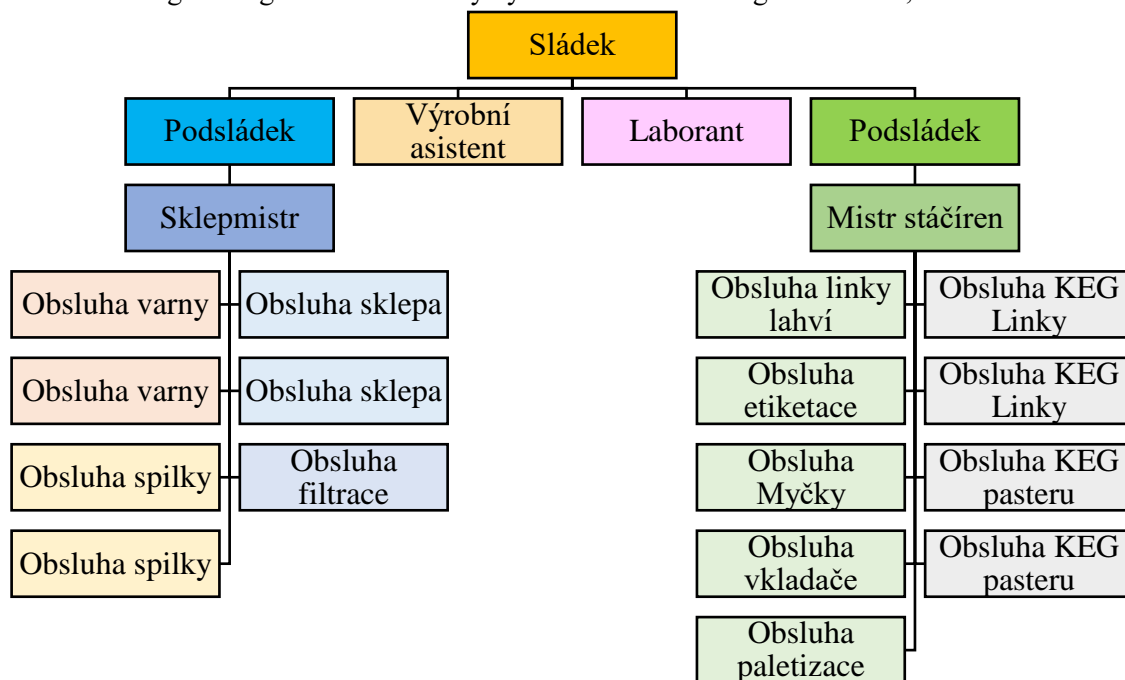 Sládek
Podsládek
Výrobní
asistent
Laborant
Podsládek
Sklepmistr
Mistr stáčíren
Obsluha varny
Obsluha sklepa
Obsluha linky
lahví
Obsluha KEG
Linky
Obsluha varny
Obsluha sklepa
Obsluha
etiketace
Obsluha KEG
Linky
Obsluha spilky
Obsluha
filtrace
Obsluha
Myčky
Obsluha KEG
pasteru
Obsluha spilky
Obsluha
vkladače
Obsluha KEG
pasteru
Obsluha
paletizace